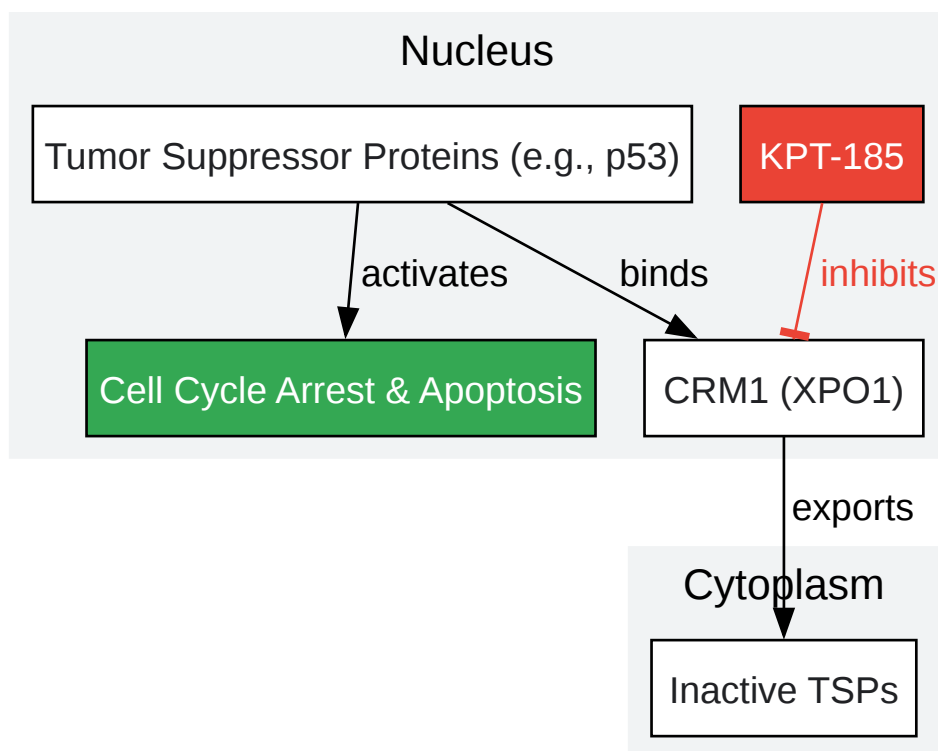 Nucleus
Tumor Suppressor Proteins (e.g., p53)
KPT-185
activates
binds
inhibits
Cell Cycle Arrest & Apoptosis
CRM1 (XPO1)
exports
Cytoplasm
Inactive TSPs